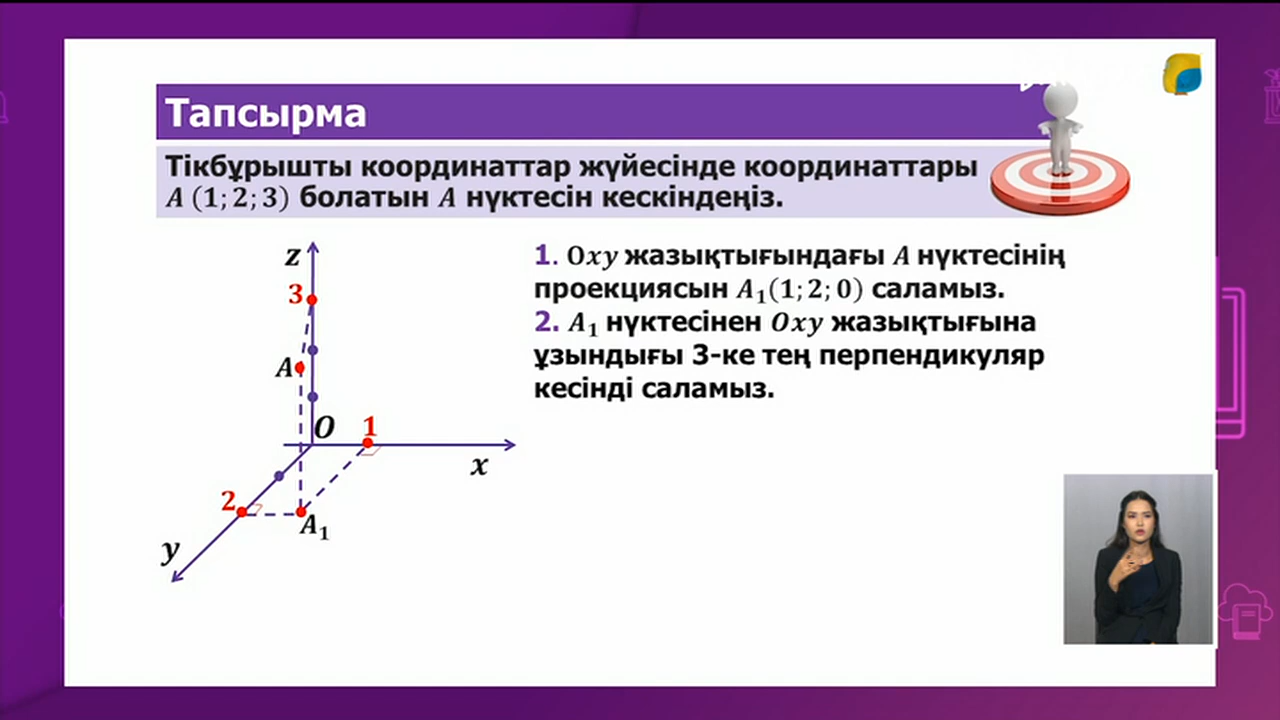 Тапсырма
Тікбұрышты координаттар жүйесінде координаттары
A (1; 2; 3) болатын A нүктесін кескіндеңіз.
1. Oxy жазықтығындағы A нүктесінің
проекциясын A₁(1; 2; 0) саламыз.
2. A₁ нүктесінен Oxy жазықтығына
ұзындығы 3-ке тең перпендикуляр
кесінді саламыз.
z
3
A
O
1
x
2
A₁
y